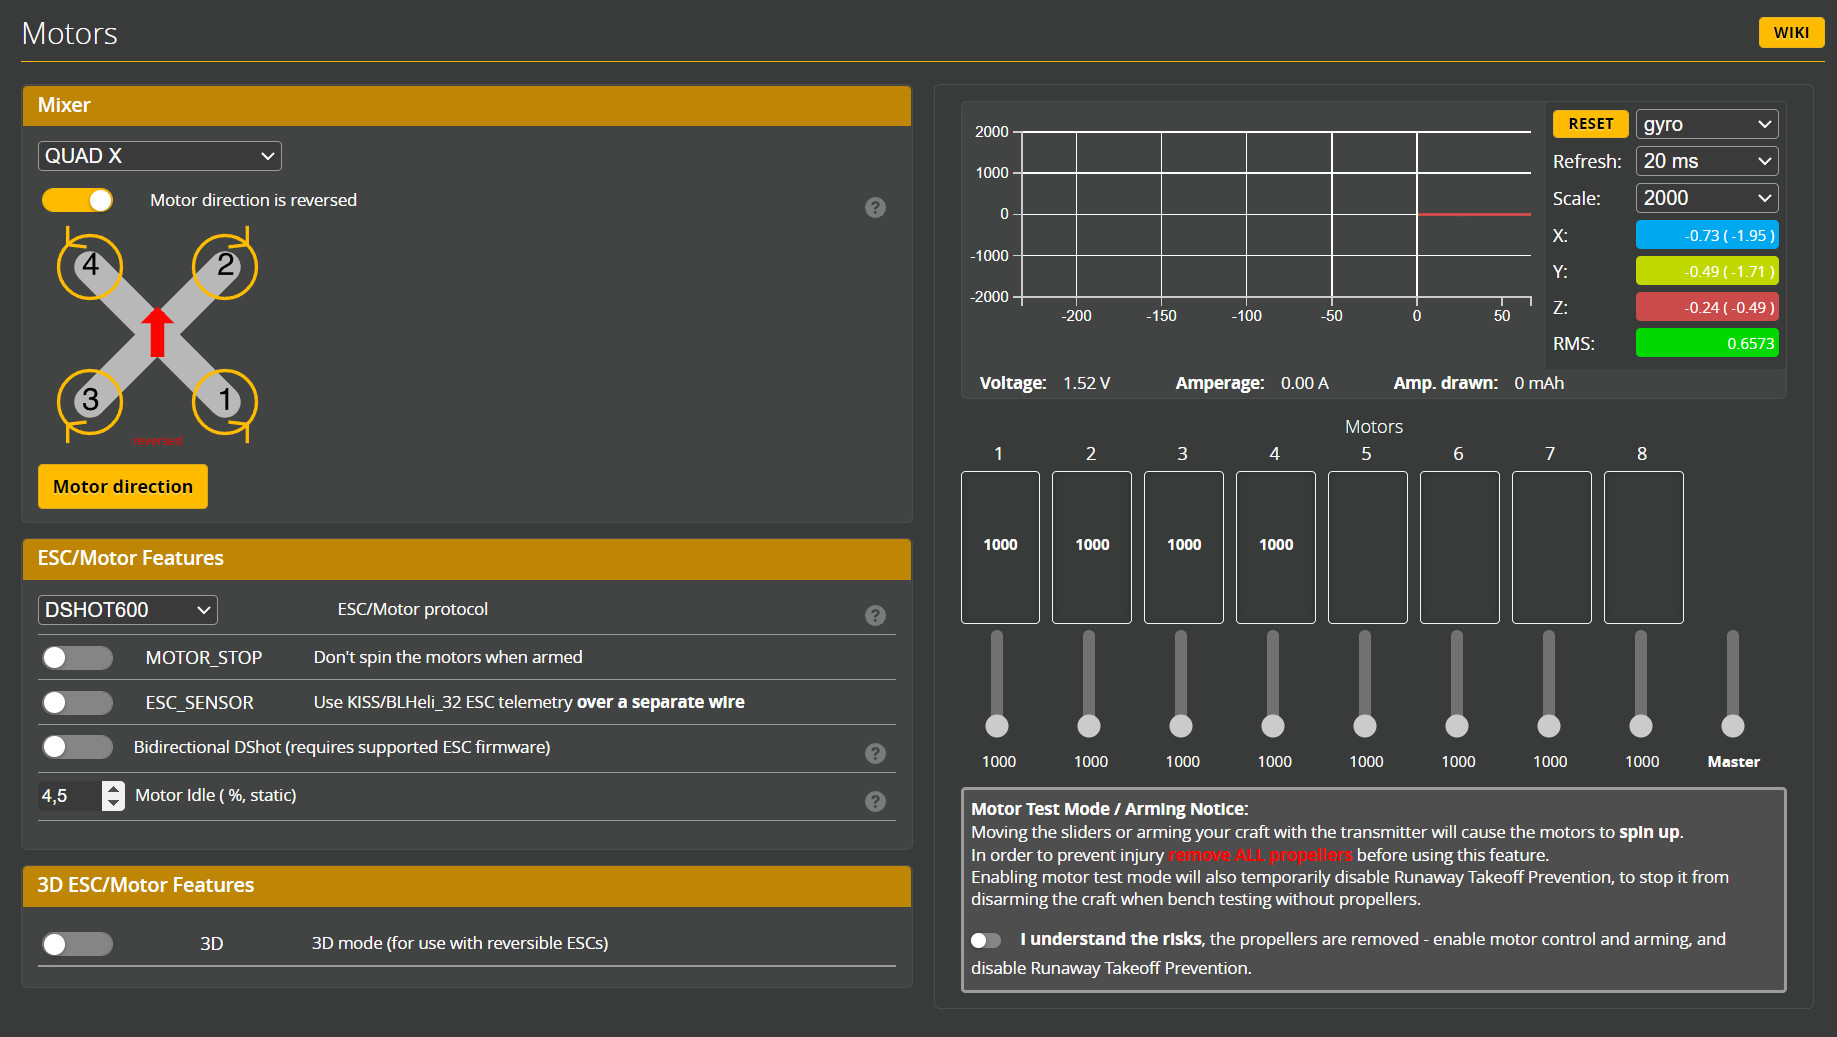 Motors
WIKI
Mixer
QUAD X
Motor direction is reversed
?
4
2
3
1
reversed
Motor direction
ESC/Motor Features
DSHOT600
ESC/Motor protocol
?
MOTOR_STOP Don't spin the motors when armed
ESC_SENSOR Use KISS/BLHeli_32 ESC telemetry over a separate wire
Bidirectional DShot (requires supported ESC firmware)
?
4,5 Motor Idle ( %, static)
?
3D ESC/Motor Features
3D 3D mode (for use with reversible ESCs)
2000
1000
0
-1000
-2000
-200 -150 -100 -50 0 50
RESET gyro
Refresh: 20 ms
Scale: 2000
X: -0.73 ( -1.95 )
Y: -0.49 ( -1.71 )
Z: -0.24 ( -0.49 )
RMS: 0.6573
Voltage: 1.52 V Amperage: 0.00 A Amp. drawn: 0 mAh
Motors
1 2 3 4 5 6 7 8
1000 1000 1000 1000
1000 1000 1000 1000 1000 1000 1000 1000 Master
Motor Test Mode / Arming Notice:
Moving the sliders or arming your craft with the transmitter will cause the motors to spin up.
In order to prevent injury remove ALL propellers before using this feature.
Enabling motor test mode will also temporarily disable Runaway Takeoff Prevention, to stop it from
disarming the craft when bench testing without propellers.
I understand the risks, the propellers are removed - enable motor control and arming, and
disable Runaway Takeoff Prevention.